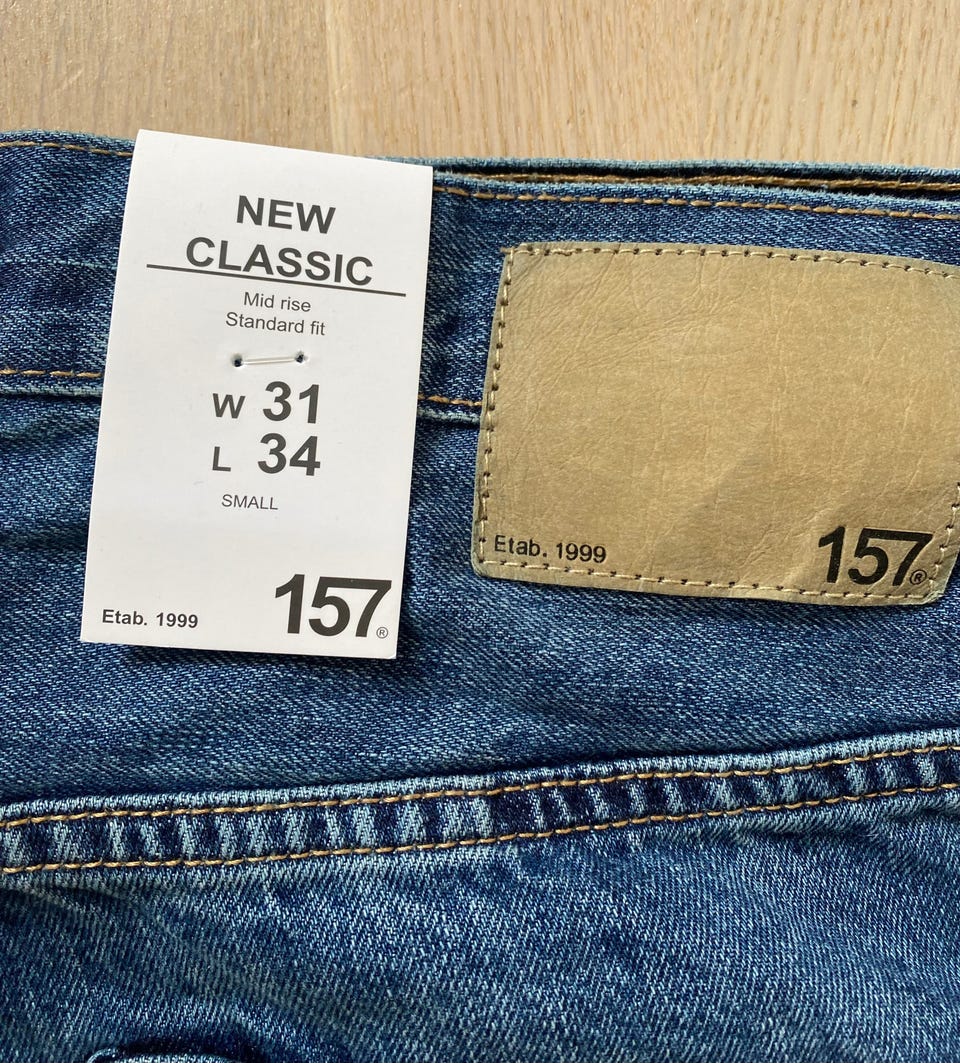 NEW
CLASSIC
Mid rise
Standard fit
W 31
L 34
SMALL
Etab. 1999 157®
Etab. 1999 157®